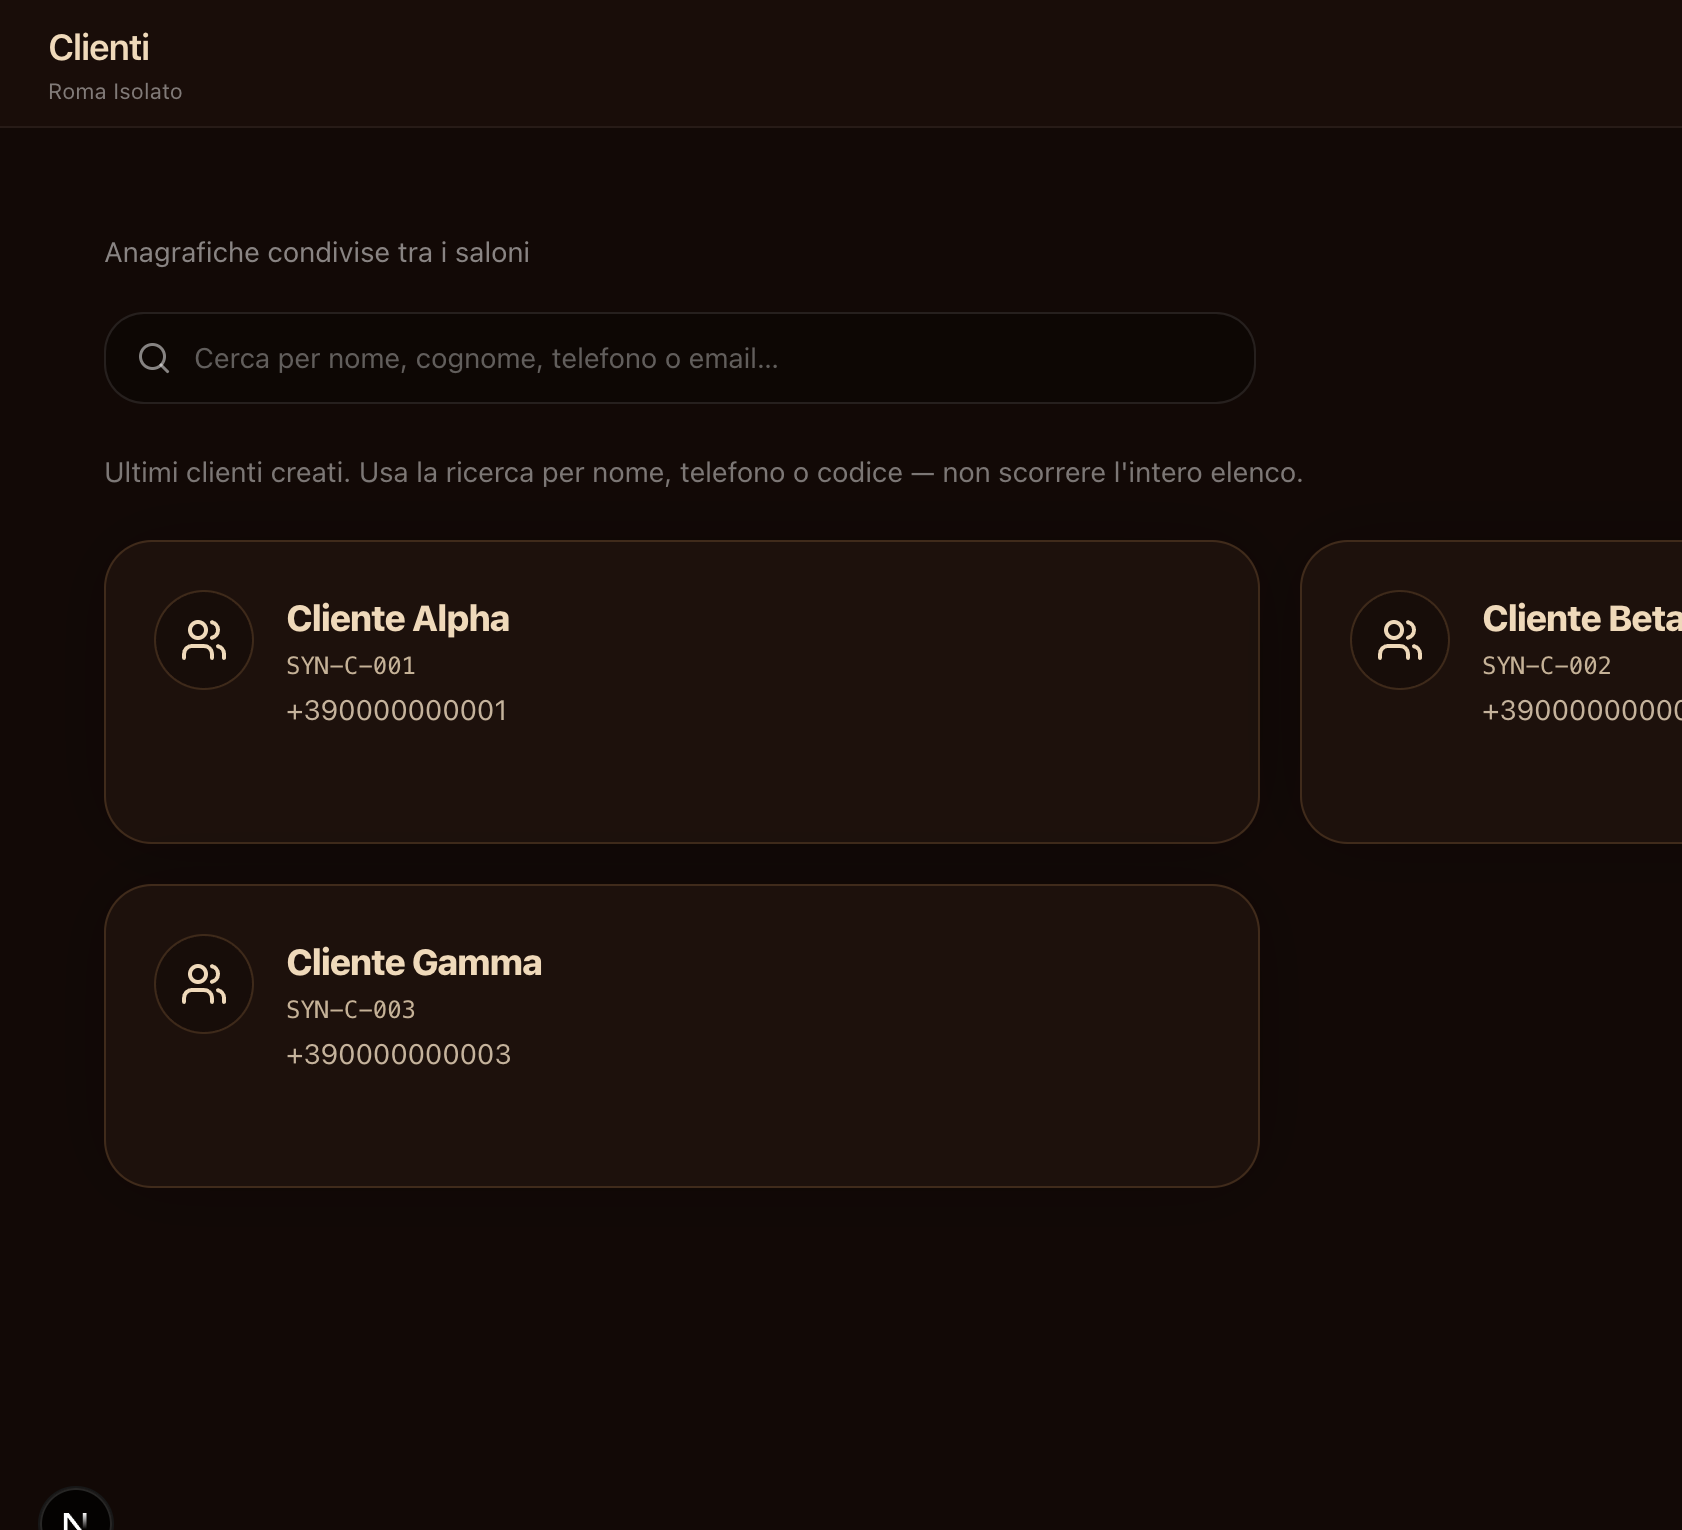 Clienti
Roma Isolato
Anagrafiche condivise tra i saloni
Cerca per nome, cognome, telefono o email...
Ultimi clienti creati. Usa la ricerca per nome, telefono o codice — non scorrere l'intero elenco.
Cliente Alpha
SYN-C-001
+390000000001
Cliente Beta
SYN-C-002
+39000000000
Cliente Gamma
SYN-C-003
+390000000003
N